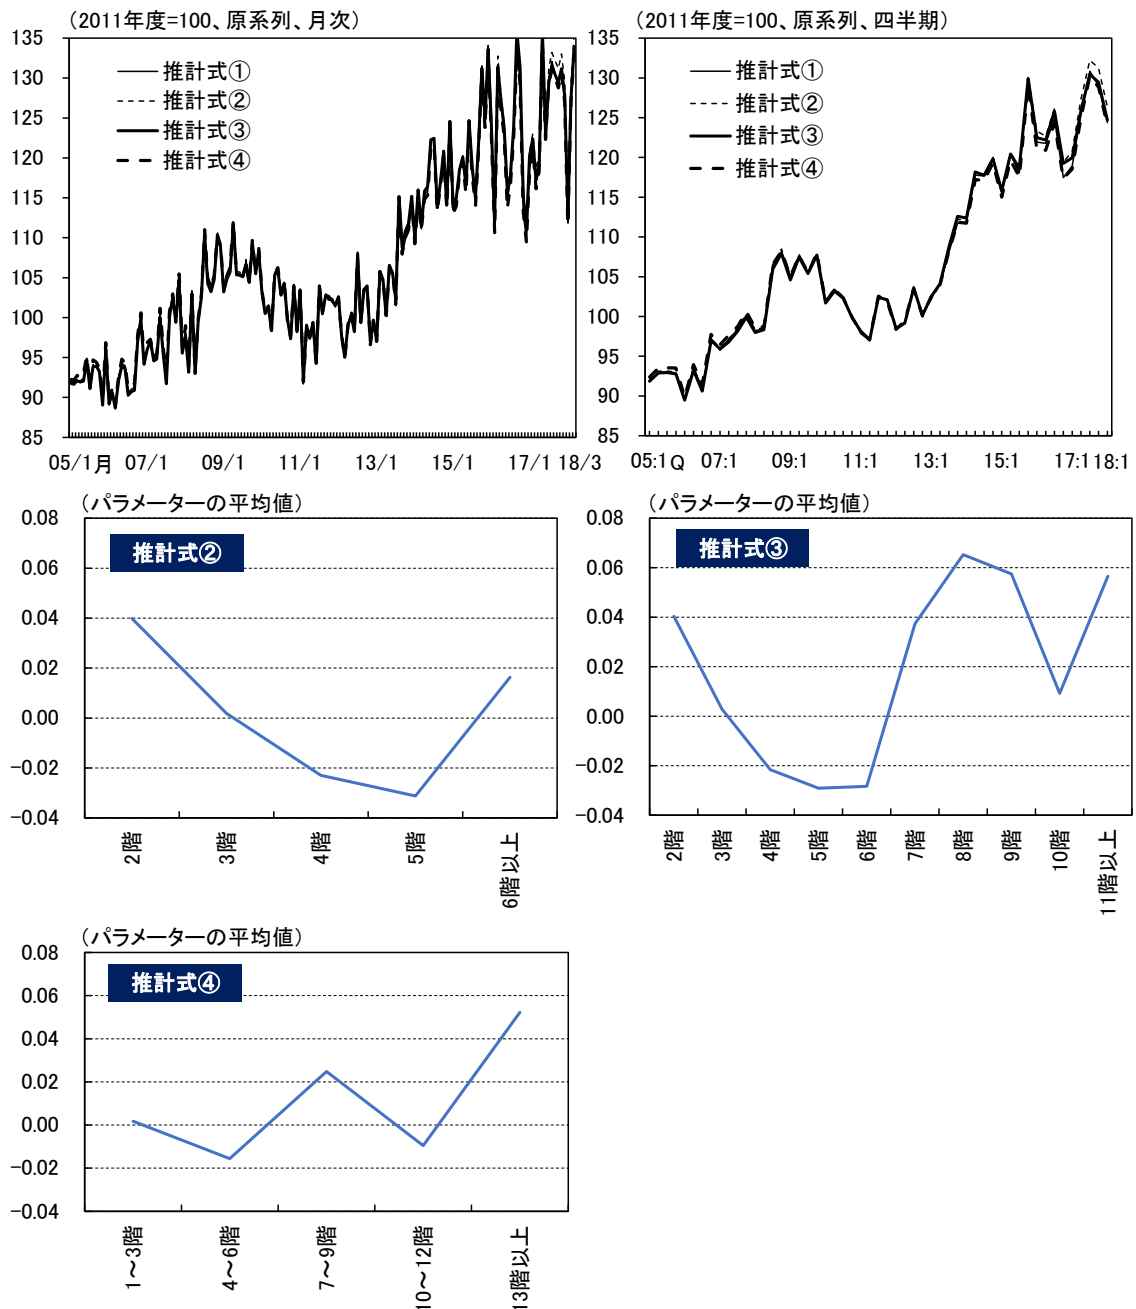 （2011年度=100、原系列、月次）
135
130
125
120
115
110
105
100
95
90
85
推計式①
推計式②
推計式③
推計式④
05/1月 07/1 09/1 11/1 13/1 15/1 17/1 18/3
（2011年度=100、原系列、四半期）
135
130
125
120
115
110
105
100
95
90
85
推計式①
推計式②
推計式③
推計式④
05:1Q 07:1 09:1 11:1 13:1 15:1 17:1 18:1
（パラメーターの平均値）
0.08
0.06
0.04
0.02
0.00
−0.02
−0.04
推計式②
2階 3階 4階 5階 6階以上
（パラメーターの平均値）
0.08
0.06
0.04
0.02
0.00
−0.02
−0.04
推計式③
2階 3階 4階 5階 6階 7階 8階 9階 10階 11階以上
（パラメーターの平均値）
0.08
0.06
0.04
0.02
0.00
−0.02
−0.04
推計式④
1〜3階 4〜6階 7〜9階 10〜12階 13階以上